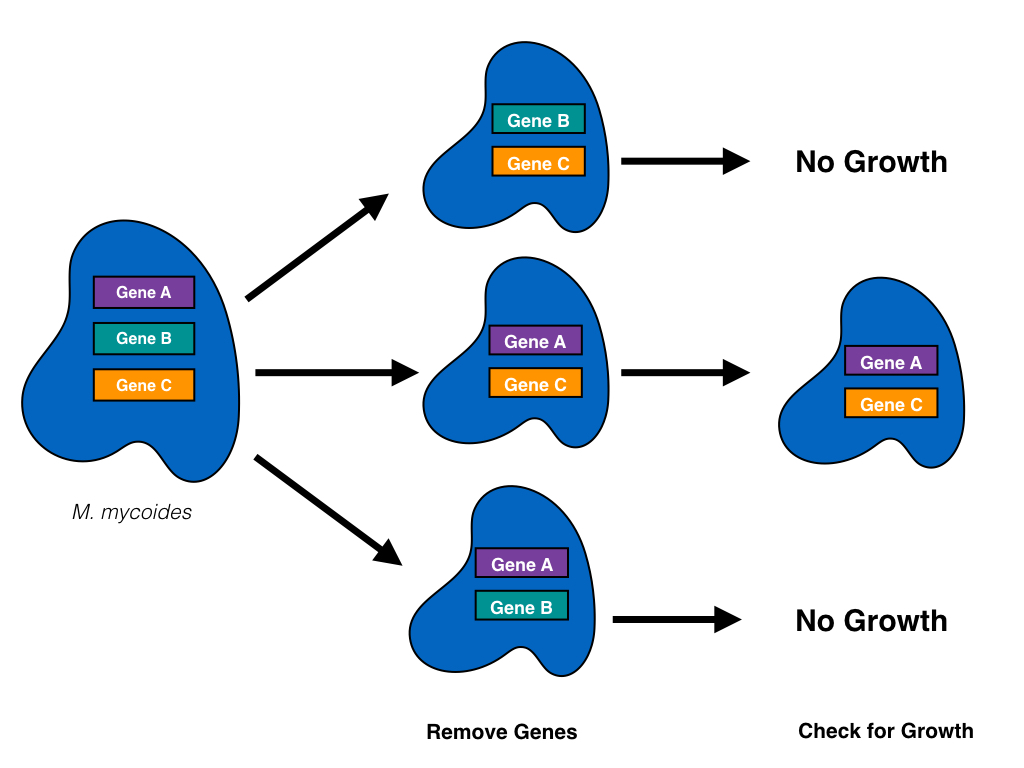 Gene B
Gene C
No Growth
Gene A
Gene B
Gene C
M. mycoides
Gene A
Gene C
Gene A
Gene C
Gene A
Gene B
No Growth
Remove Genes
Check for Growth